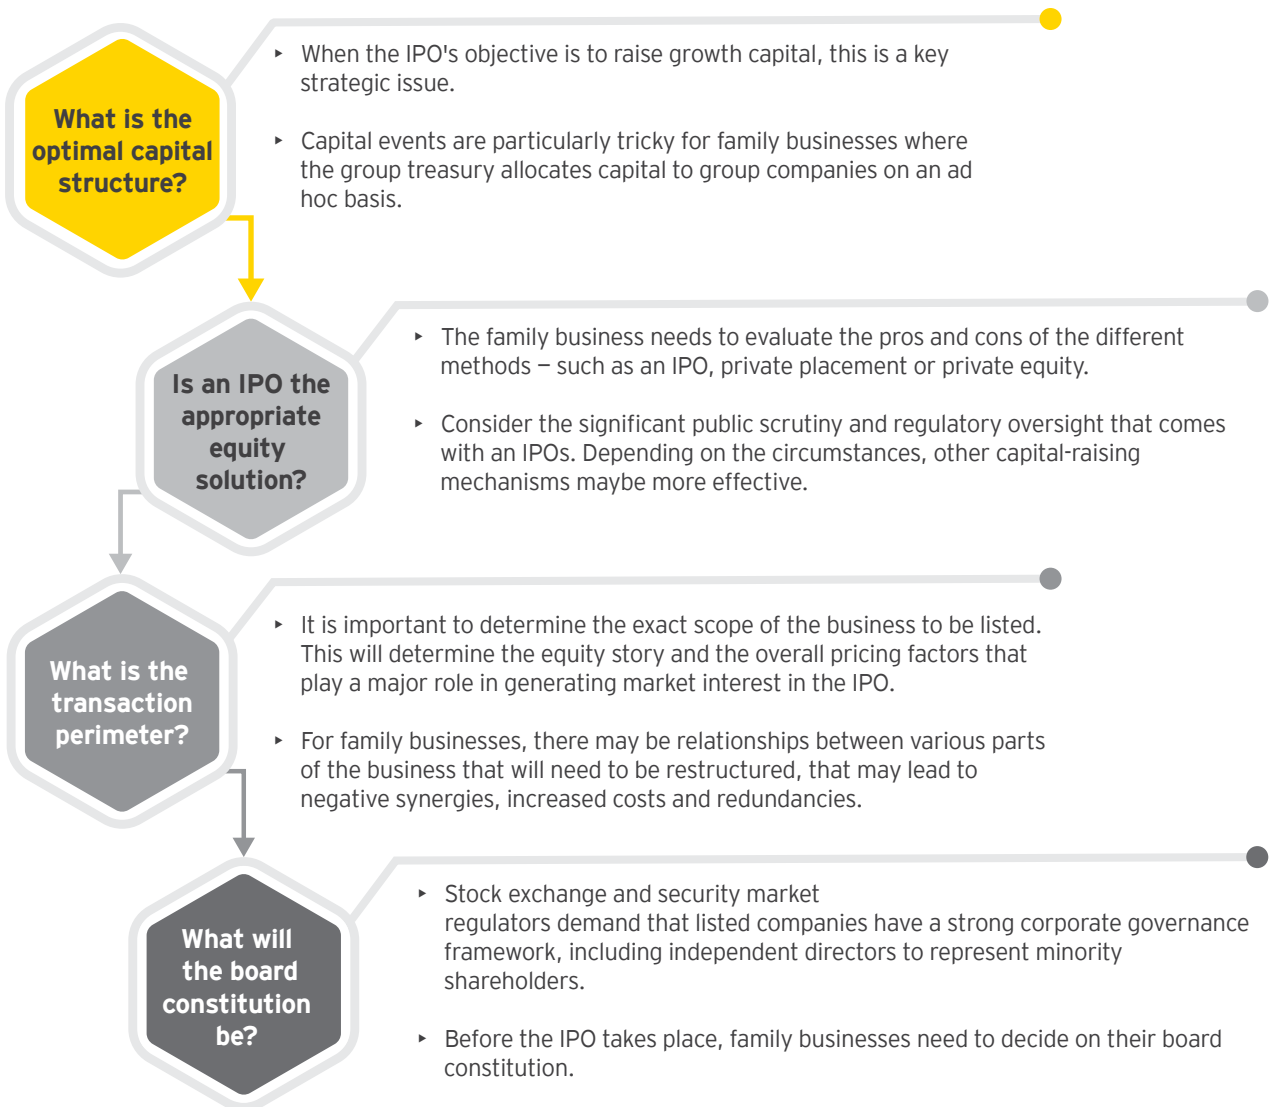 What is the
optimal capital
structure?
‣ When the IPO's objective is to raise growth capital, this is a key
strategic issue.
‣ Capital events are particularly tricky for family businesses where
the group treasury allocates capital to group companies on an ad
hoc basis.
Is an IPO the
appropriate
equity
solution?
‣ The family business needs to evaluate the pros and cons of the different
methods – such as an IPO, private placement or private equity.
‣ Consider the significant public scrutiny and regulatory oversight that comes
with an IPOs. Depending on the circumstances, other capital-raising
mechanisms maybe more effective.
What is the
transaction
perimeter?
‣ It is important to determine the exact scope of the business to be listed.
This will determine the equity story and the overall pricing factors that
play a major role in generating market interest in the IPO.
‣ For family businesses, there may be relationships between various parts
of the business that will need to be restructured, that may lead to
negative synergies, increased costs and redundancies.
What will
the board
constitution
be?
‣ Stock exchange and security market
regulators demand that listed companies have a strong corporate governance
framework, including independent directors to represent minority
shareholders.
‣ Before the IPO takes place, family businesses need to decide on their board
constitution.